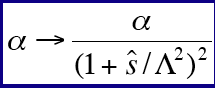 α → α / (1 + ŝ/Λ²)²